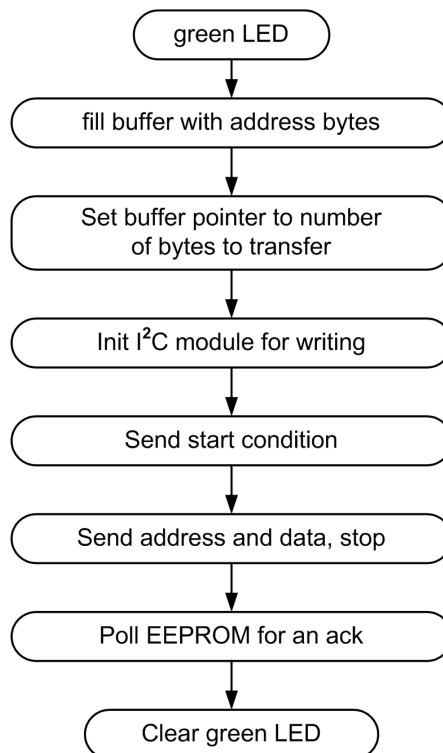 green LED
fill buffer with address bytes
Set buffer pointer to number
of bytes to transfer
Init I²C module for writing
Send start condition
Send address and data, stop
Poll EEPROM for an ack
Clear green LED